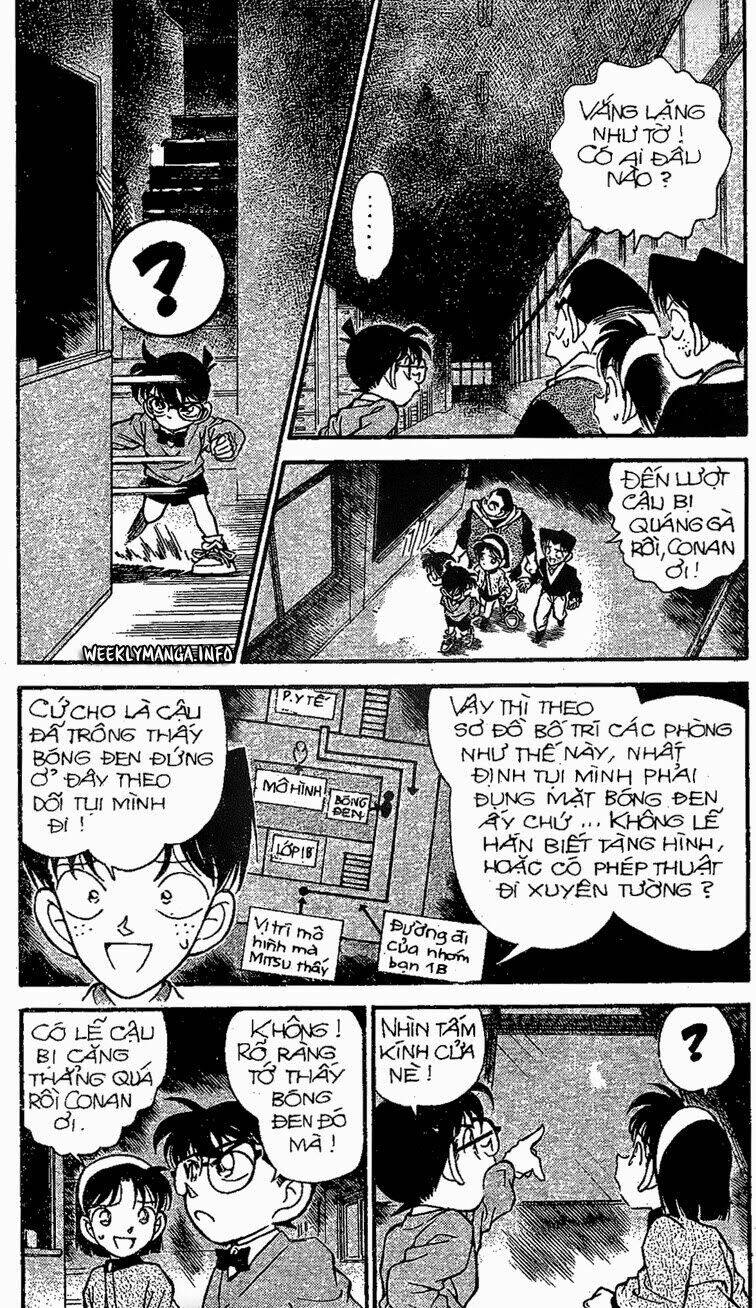 ?
VẮNG LẶNG
NHƯ TỜ !
CÓ AI ĐÂU
NÀO ?
.....
ĐẾN LƯỢT
CẬU BỊ
QUÁNG GÀ
RỒI, CONAN
ƠI !
WEEKLYMANGA.INFO
CỨ CHO LÀ CẬU
ĐÃ TRÔNG THẤY
BÓNG ĐEN ĐỨNG
Ở ĐÂY THEO
DÕI TỤI MÌNH
ĐI !
P.Y TẾ
MÔ HÌNH
BÓNG
ĐEN
LỚP 1B
Vị trí mô
hình mà
MITSU thấy
Đường đi
của nhóm
bạn 1B
VẬY THÌ THEO
SƠ ĐỒ BỐ TRÍ CÁC PHÒNG
NHƯ THẾ NÀY, NHẤT
ĐỊNH TỤI MÌNH PHẢI
ĐỤNG MẶT BÓNG ĐEN
ẤY CHỨ ... KHÔNG LẼ
HẮN BIẾT TÀNG HÌNH,
HOẶC CÓ PHÉP THUẬT
ĐI XUYÊN TƯỜNG ?
CÓ LẼ CẬU
BỊ CĂNG
THẲNG QUÁ
RỒI CONAN
ƠI.
KHÔNG !
RÕ RÀNG
TỚ THẤY
BÓNG
ĐEN ĐÓ
MÀ !
NHÌN TẤM
KÍNH CỬA
NÈ !
?